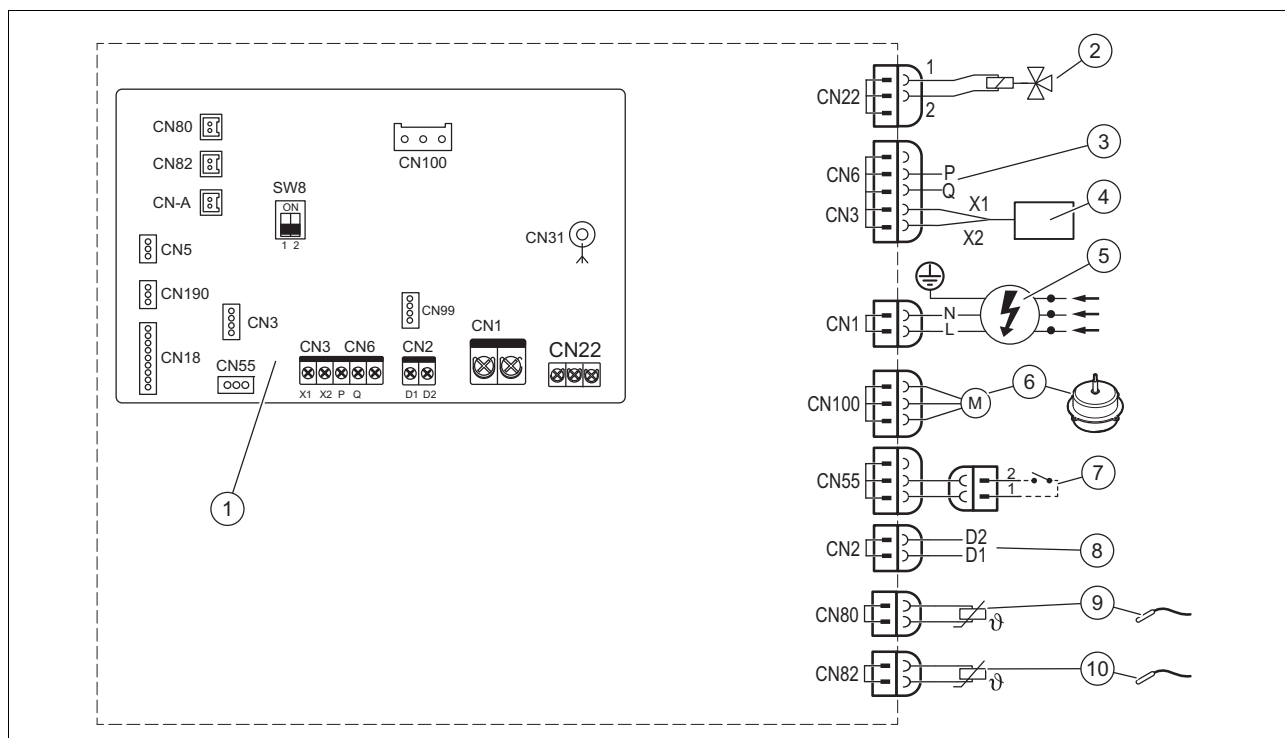 CN80
CN82
CN-A
SW8
ON
1 2
CN100
CN31
CN5
CN190
CN3
CN18
CN55
CN99
CN3 CN6
X1 X2 P Q
CN2
D1 D2
CN1
CN22
1
CN22
1
2
2
CN6
P
Q
3
CN3
X1
X2
4
CN1
N
L
5
CN100
M
6
CN55
2
1
7
CN2
D2
D1
8
CN80
ϑ
9
CN82
ϑ
10